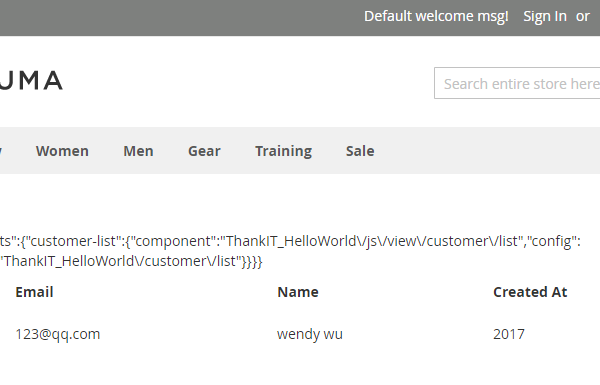 Default welcome msg! Sign In or
UMA
Search entire store here
Women Men Gear Training Sale
ts":{"customer-list":{"component":"ThankIT_HelloWorld\/js\/view\/customer\/list","config":
"ThankIT_HelloWorld\/customer\/list"}}}}
Email Name Created At
123@qq.com wendy wu 2017